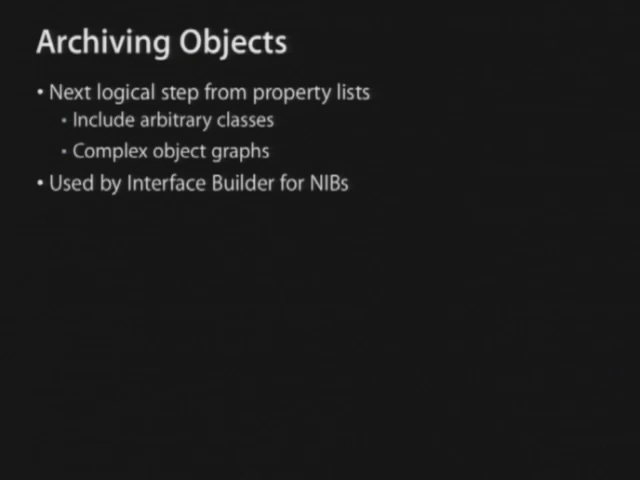 Archiving Objects
• Next logical step from property lists
• Include arbitrary classes
• Complex object graphs
• Used by Interface Builder for NIBs